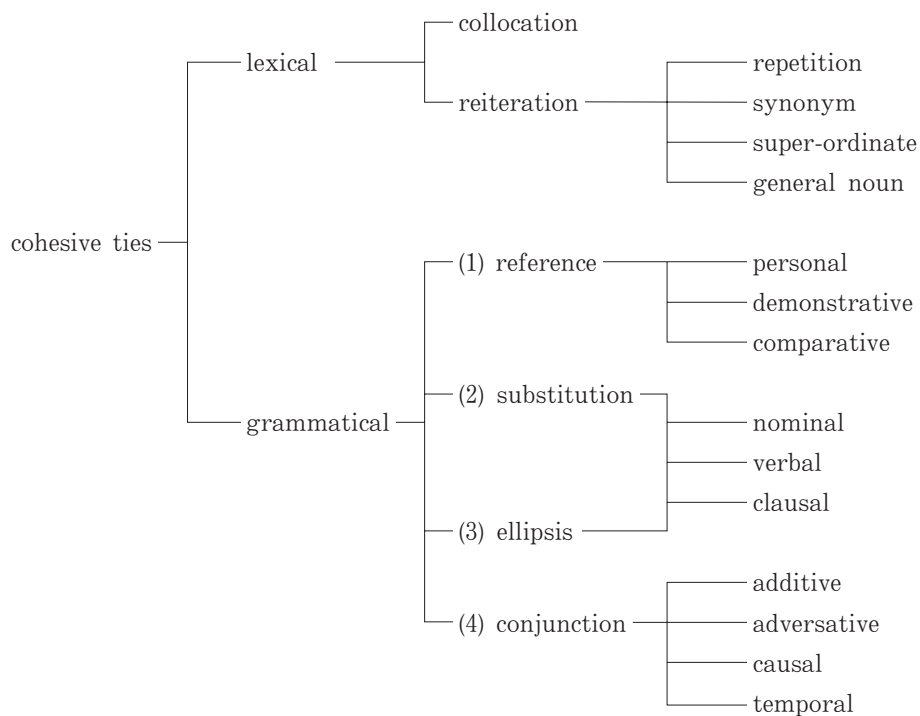 collocation
lexical
repetition
reiteration
synonym
super-ordinate
general noun
cohesive ties
(1) reference
personal
demonstrative
comparative
(2) substitution
grammatical
nominal
verbal
clausal
(3) ellipsis
additive
(4) conjunction
adversative
causal
temporal